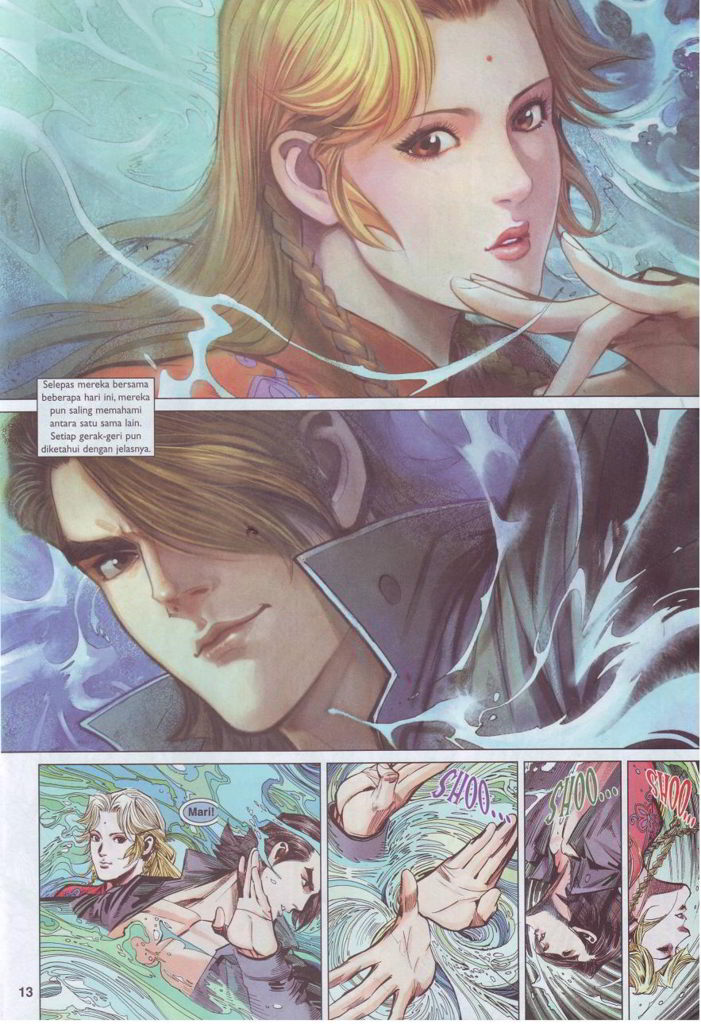 Selepas mereka bersama
beberapa hari ini, mereka
pun saling memahami
antara satu sama lain.
Setiap gerak-geri pun
diketahui dengan jelasnya.
Mari!
SHOO...
SHOO...
SHOO...
13